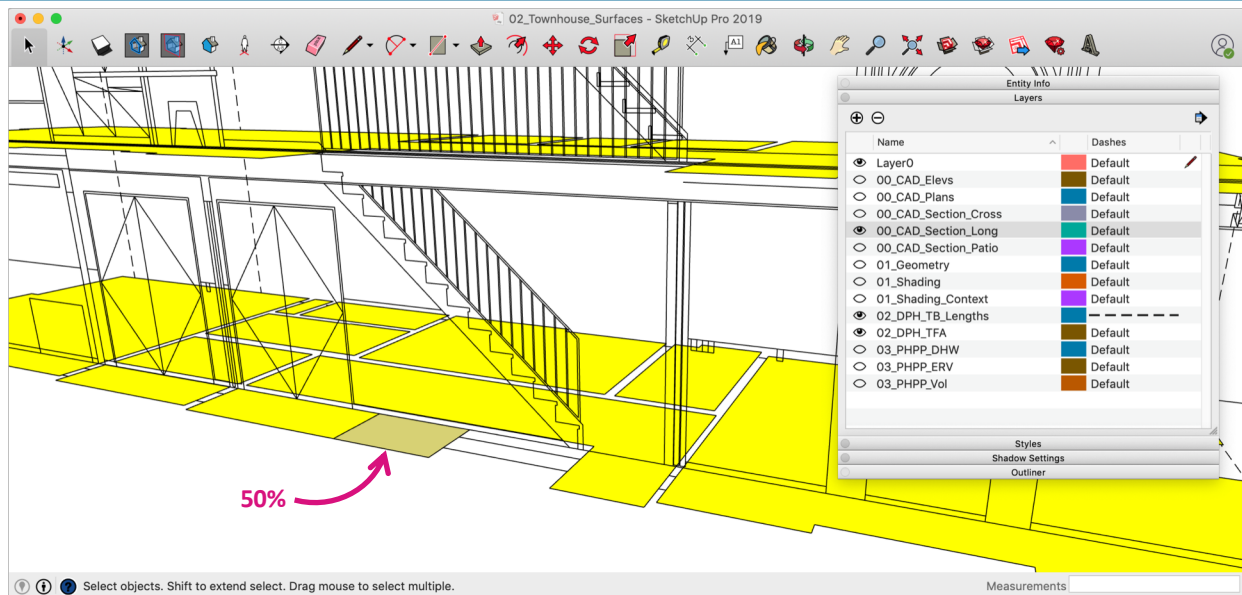 02_Townhouse_Surfaces - SketchUp Pro 2019
A1
Entity Info
Layers
Name Dashes
Layer0 Default
00_CAD_Elevs Default
00_CAD_Plans Default
00_CAD_Section_Cross Default
00_CAD_Section_Long Default
00_CAD_Section_Patio Default
01_Geometry Default
01_Shading Default
01_Shading_Context Default
02_DPH_TB_Lengths
02_DPH_TFA Default
03_PHPP_DHW Default
03_PHPP_ERV Default
03_PHPP_Vol Default
Styles
Shadow Settings
Outliner
50%
Select objects. Shift to extend select. Drag mouse to select multiple.
Measurements